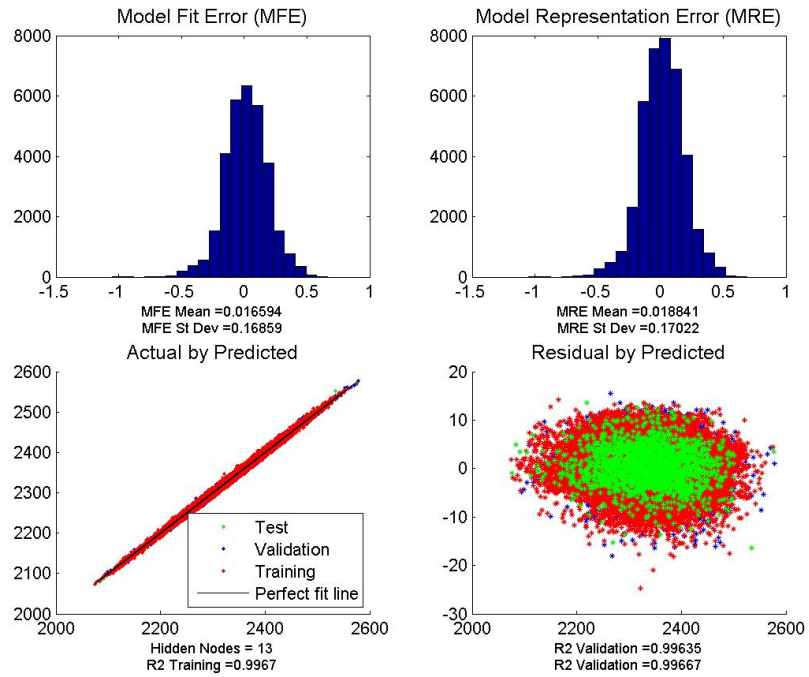 Model Fit Error (MFE)
8000
6000
4000
2000
0
-1.5
-1
-0.5
0
0.5
1
MFE Mean =0.016594
MFE St Dev =0.16859
Model Representation Error (MRE)
8000
6000
4000
2000
0
-1.5
-1
-0.5
0
0.5
1
MRE Mean =0.018841
MRE St Dev =0.17022
Actual by Predicted
2600
2500
2400
2300
2200
2100
2000
Test
Validation
Training
Perfect fit line
2000
2200
2400
2600
Hidden Nodes = 13
R2 Training =0.9967
Residual by Predicted
20
10
0
-10
-20
-30
2000
2200
2400
2600
R2 Validation =0.99635
R2 Validation =0.99667